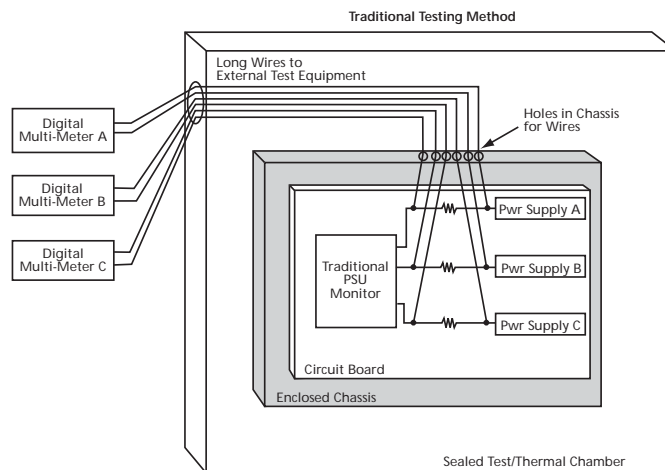 Traditional Testing Method
Long Wires to
External Test Equipment
Digital
Multi-Meter A
Holes in Chassis
for Wires
Digital
Multi-Meter B
Digital
Multi-Meter C
Pwr Supply A
Traditional
PSU
Monitor
Pwr Supply B
Pwr Supply C
Circuit Board
Enclosed Chassis
Sealed Test/Thermal Chamber